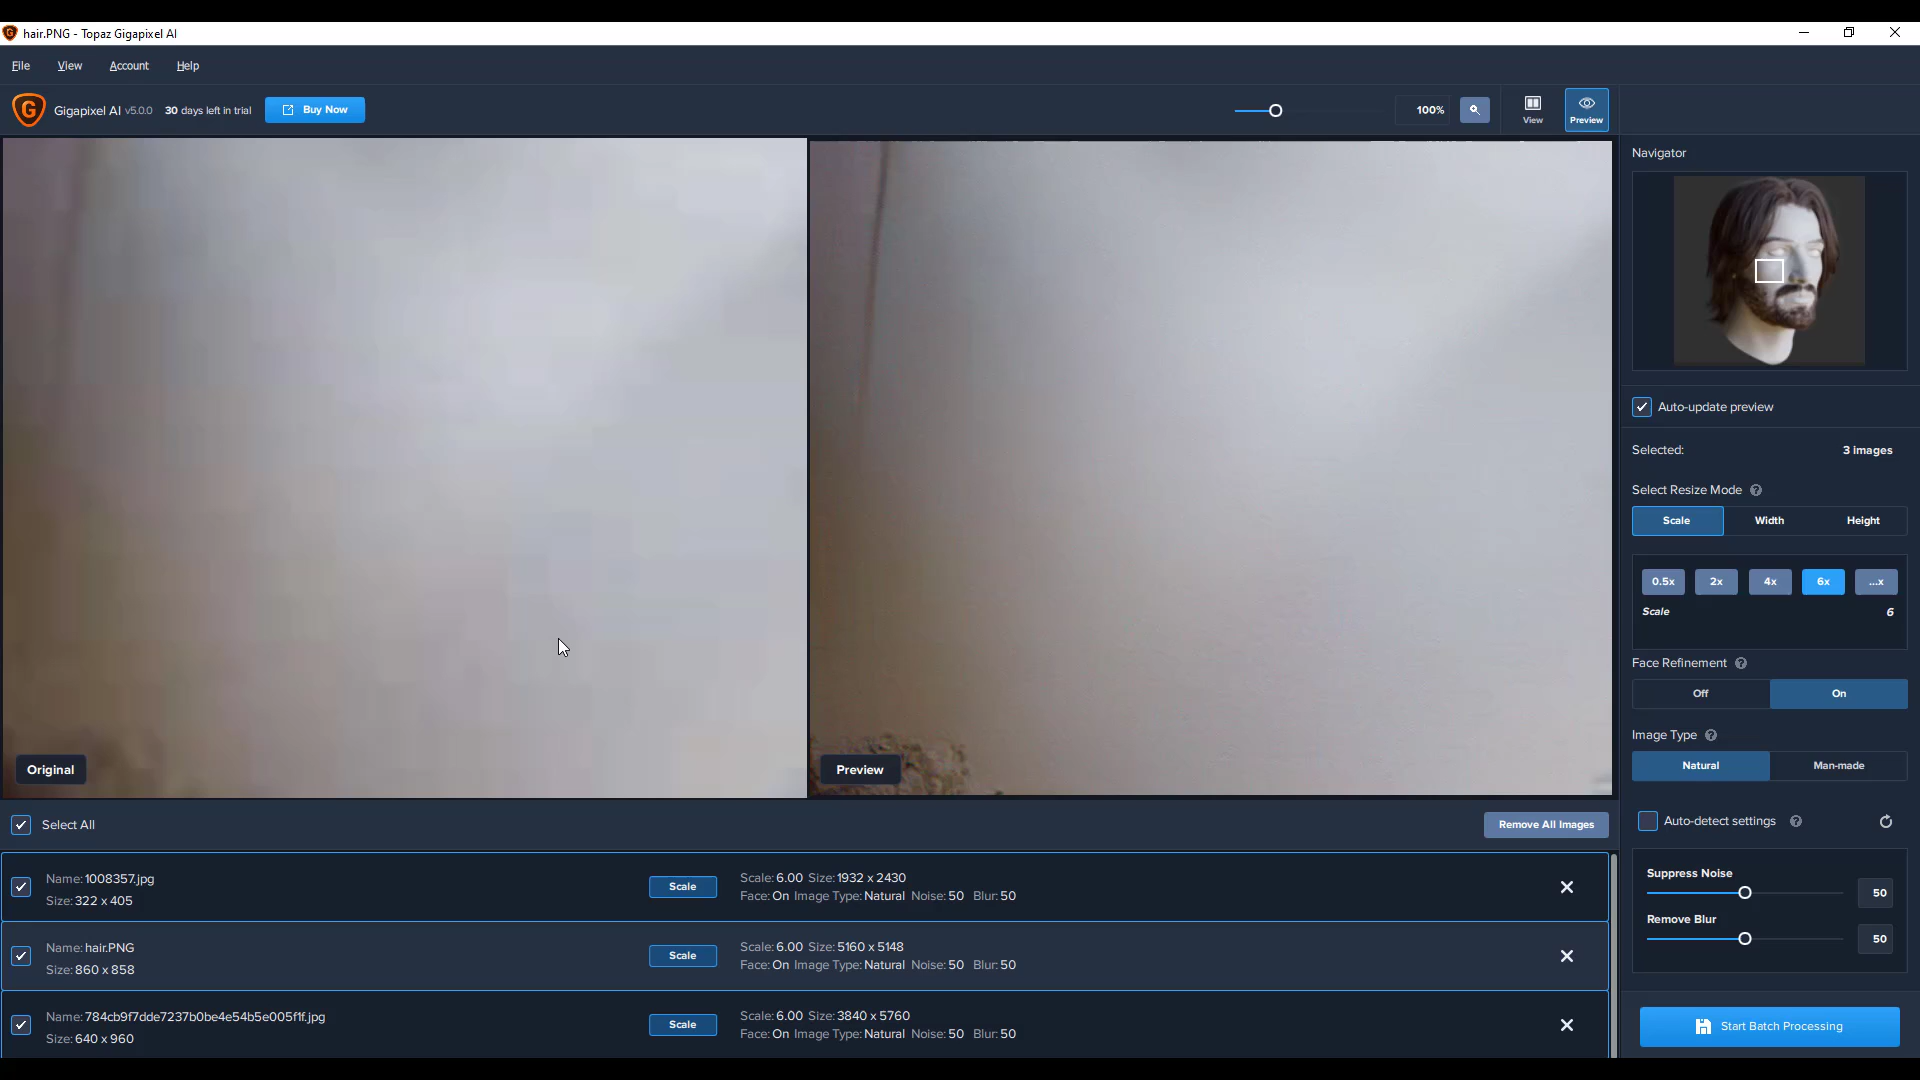 hair.PNG - Topaz Gigapixel AI
File View Account Help
Gigapixel AI v5.0.0 30 days left in trial Buy Now
100%
View
Preview
Navigator
Auto-update preview
Selected: 3 images
Select Resize Mode
Scale Width Height
0.5x 2x 4x 6x ...x
Scale 6
Face Refinement
Off On
Image Type
Natural Man-made
Auto-detect settings
Suppress Noise
50
Remove Blur
50
Start Batch Processing
Original
Preview
Select All
Remove All Images
Name: 1008357.jpg
Size: 322 x 405
Scale
Scale: 6.00 Size: 1932 x 2430
Face: On Image Type: Natural Noise: 50 Blur: 50
Name: hair.PNG
Size: 860 x 858
Scale
Scale: 6.00 Size: 5160 x 5148
Face: On Image Type: Natural Noise: 50 Blur: 50
Name: 784cb9f7dde7237b0be4e54b5e005f1f.jpg
Size: 640 x 960
Scale
Scale: 6.00 Size: 3840 x 5760
Face: On Image Type: Natural Noise: 50 Blur: 50